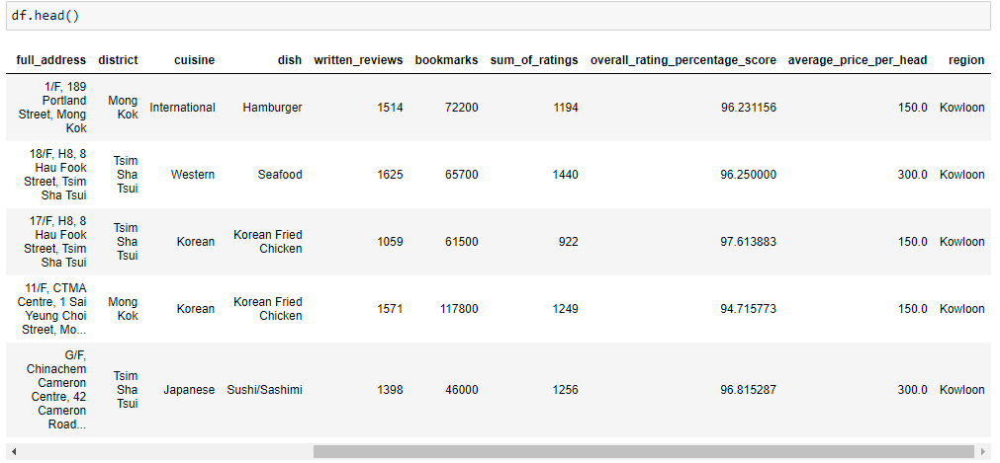 df.head()
full_address district cuisine dish written_reviews bookmarks sum_of_ratings overall_rating_percentage_score average_price_per_head region
1/F, 189
Portland
Street, Mong
Kok
Mong
Kok
International Hamburger 1514 72200 1194 96.231156 150.0 Kowloon
18/F, H8, 8
Hau Fook
Street, Tsim
Sha Tsui
Tsim
Sha
Tsui
Western Seafood 1625 65700 1440 96.250000 300.0 Kowloon
17/F, H8, 8
Hau Fook
Street, Tsim
Sha Tsui
Tsim
Sha
Tsui
Korean
Korean Fried
Chicken
1059 61500 922 97.613883 150.0 Kowloon
11/F, CTMA
Centre, 1 Sai
Yeung Choi
Street, Mo...
Mong
Kok
Korean
Korean Fried
Chicken
1571 117800 1249 94.715773 150.0 Kowloon
G/F,
Chinachem
Cameron
Centre, 42
Cameron
Road...
Tsim
Sha
Tsui
Japanese Sushi/Sashimi 1398 46000 1256 96.815287 300.0 Kowloon